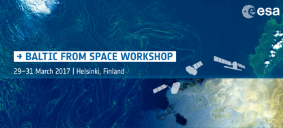 esa
→ BALTIC FROM SPACE WORKSHOP
29–31 March 2017 | Helsinki, Finland